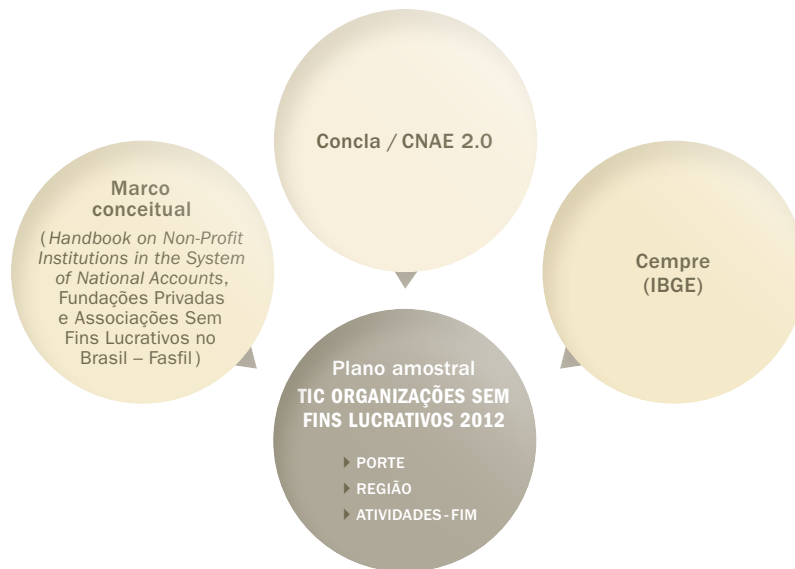 Concla / CNAE 2.0
Marco
conceitual
(Handbook on Non-Profit
Institutions in the System
of National Accounts,
Fundações Privadas
e Associações Sem
Fins Lucrativos no
Brasil – Fasfil)
Cempre
(IBGE)
Plano amostral
TIC ORGANIZAÇÕES SEM
FINS LUCRATIVOS 2012
PORTE
REGIÃO
ATIVIDADES-FIM